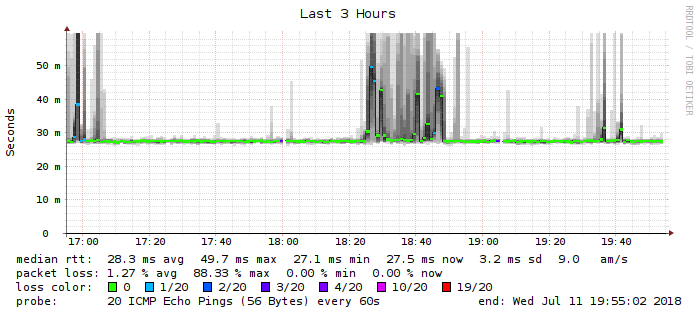 Last 3 Hours
RRDTOOL / TOBI OETIKER
Seconds
50 m
40 m
30 m
20 m
10 m
0
17:00 17:20 17:40 18:00 18:20 18:40 19:00 19:20 19:40
median rtt: 28.3 ms avg 49.7 ms max 27.1 ms min 27.5 ms now 3.2 ms sd 9.0 am/s
packet loss: 1.27 % avg 88.33 % max 0.00 % min 0.00 % now
loss color: 0 1/20 2/20 3/20 4/20 10/20 19/20
probe: 20 ICMP Echo Pings (56 Bytes) every 60s end: Wed Jul 11 19:55:02 2018